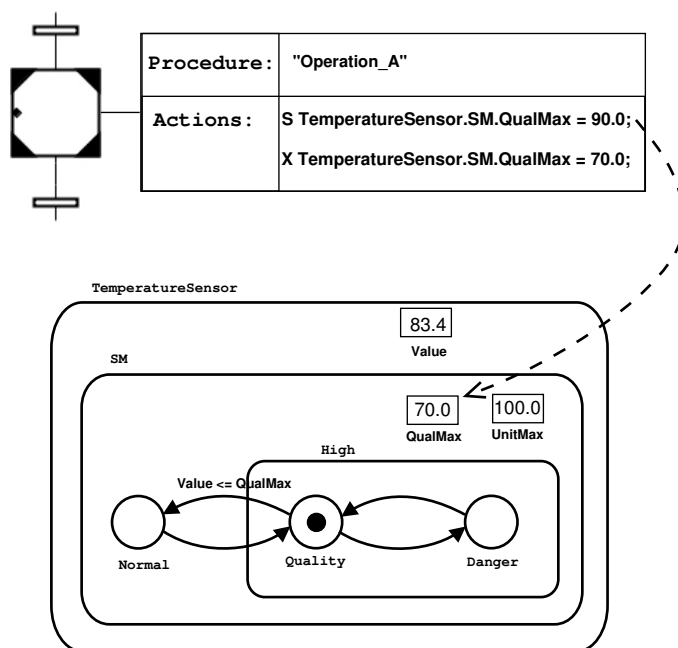 Procedure: "Operation_A"
Actions: S TemperatureSensor.SM.QualMax = 90.0;
X TemperatureSensor.SM.QualMax = 70.0;
TemperatureSensor
83.4
Value
SM
70.0 100.0
QualMax UnitMax
High
Value <= QualMax
Normal Quality Danger